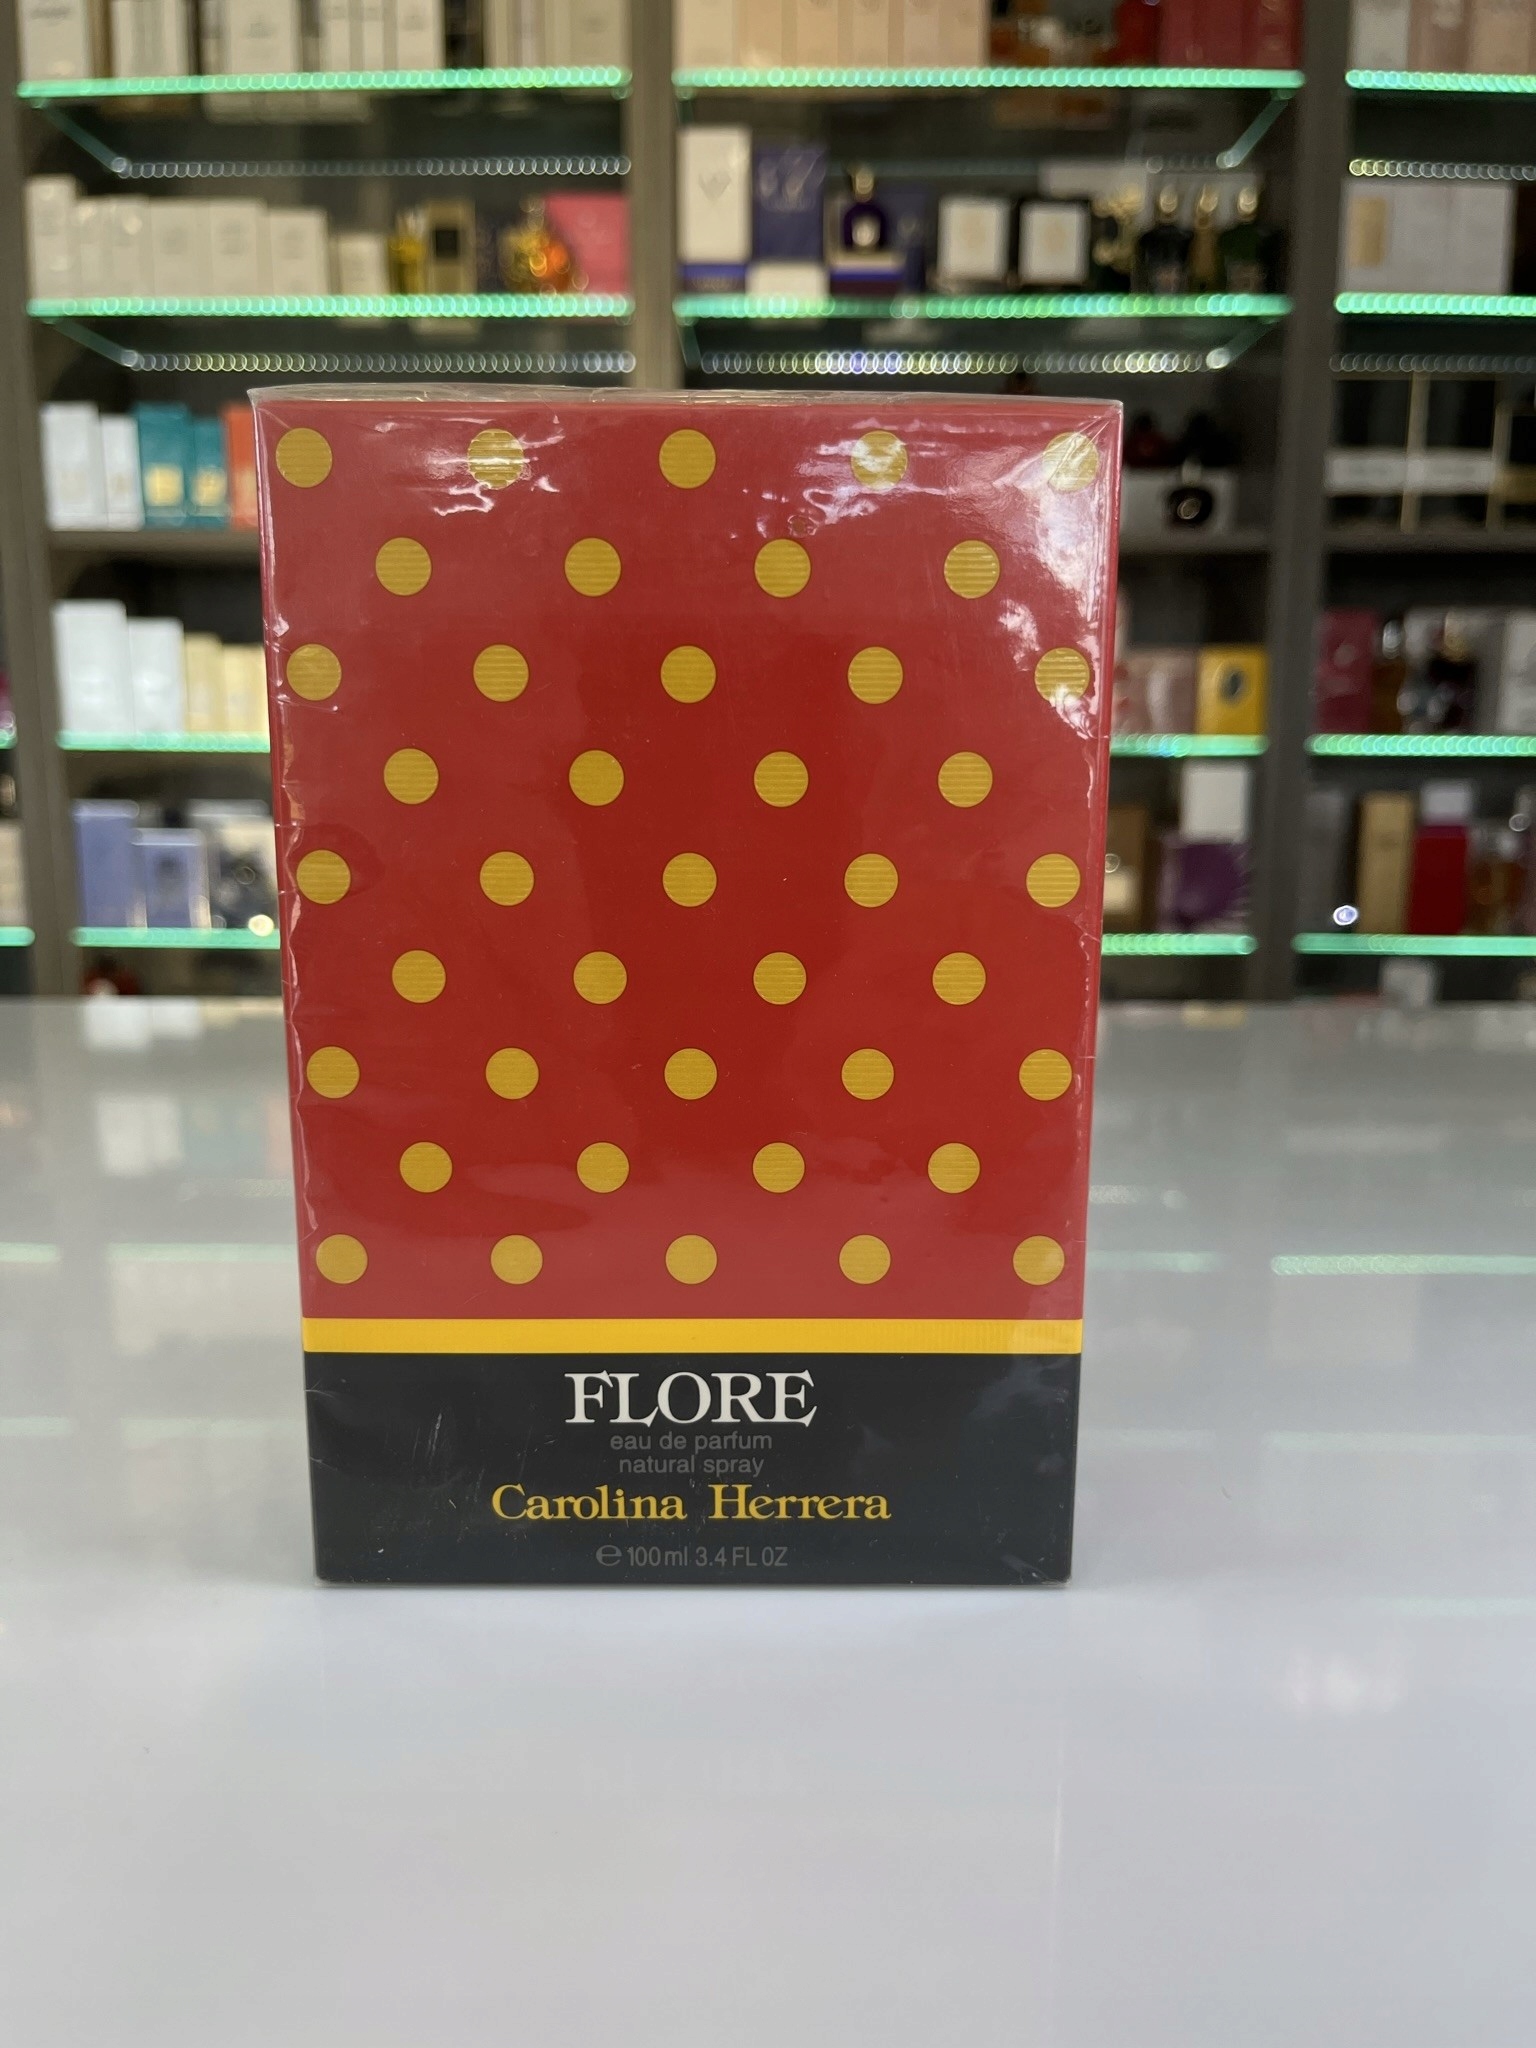 FLORE
eau de parfum
natural spray
Carolina Herrera
℮ 100 ml 3.4 FL OZ